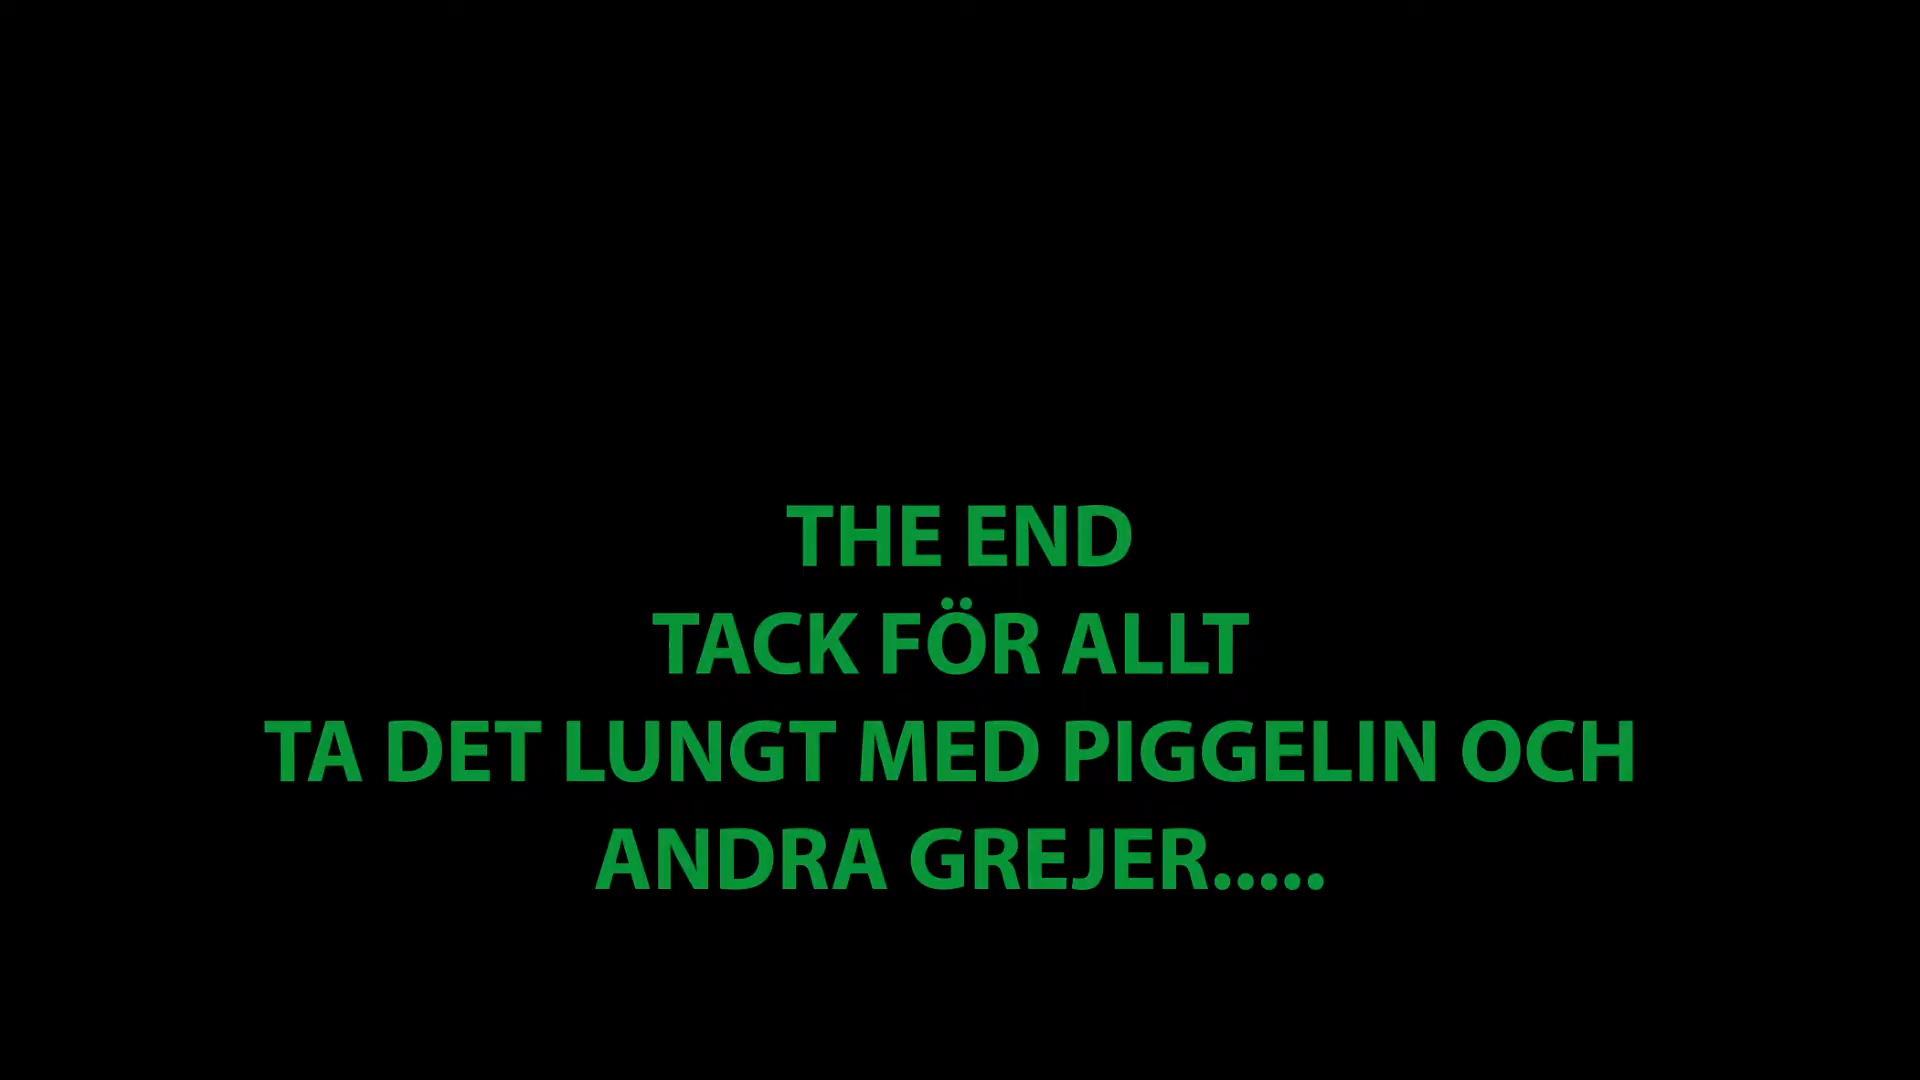 THE END
TACK FÖR ALLT
TA DET LUNGT MED PIGGELIN OCH
ANDRA GREJER.....